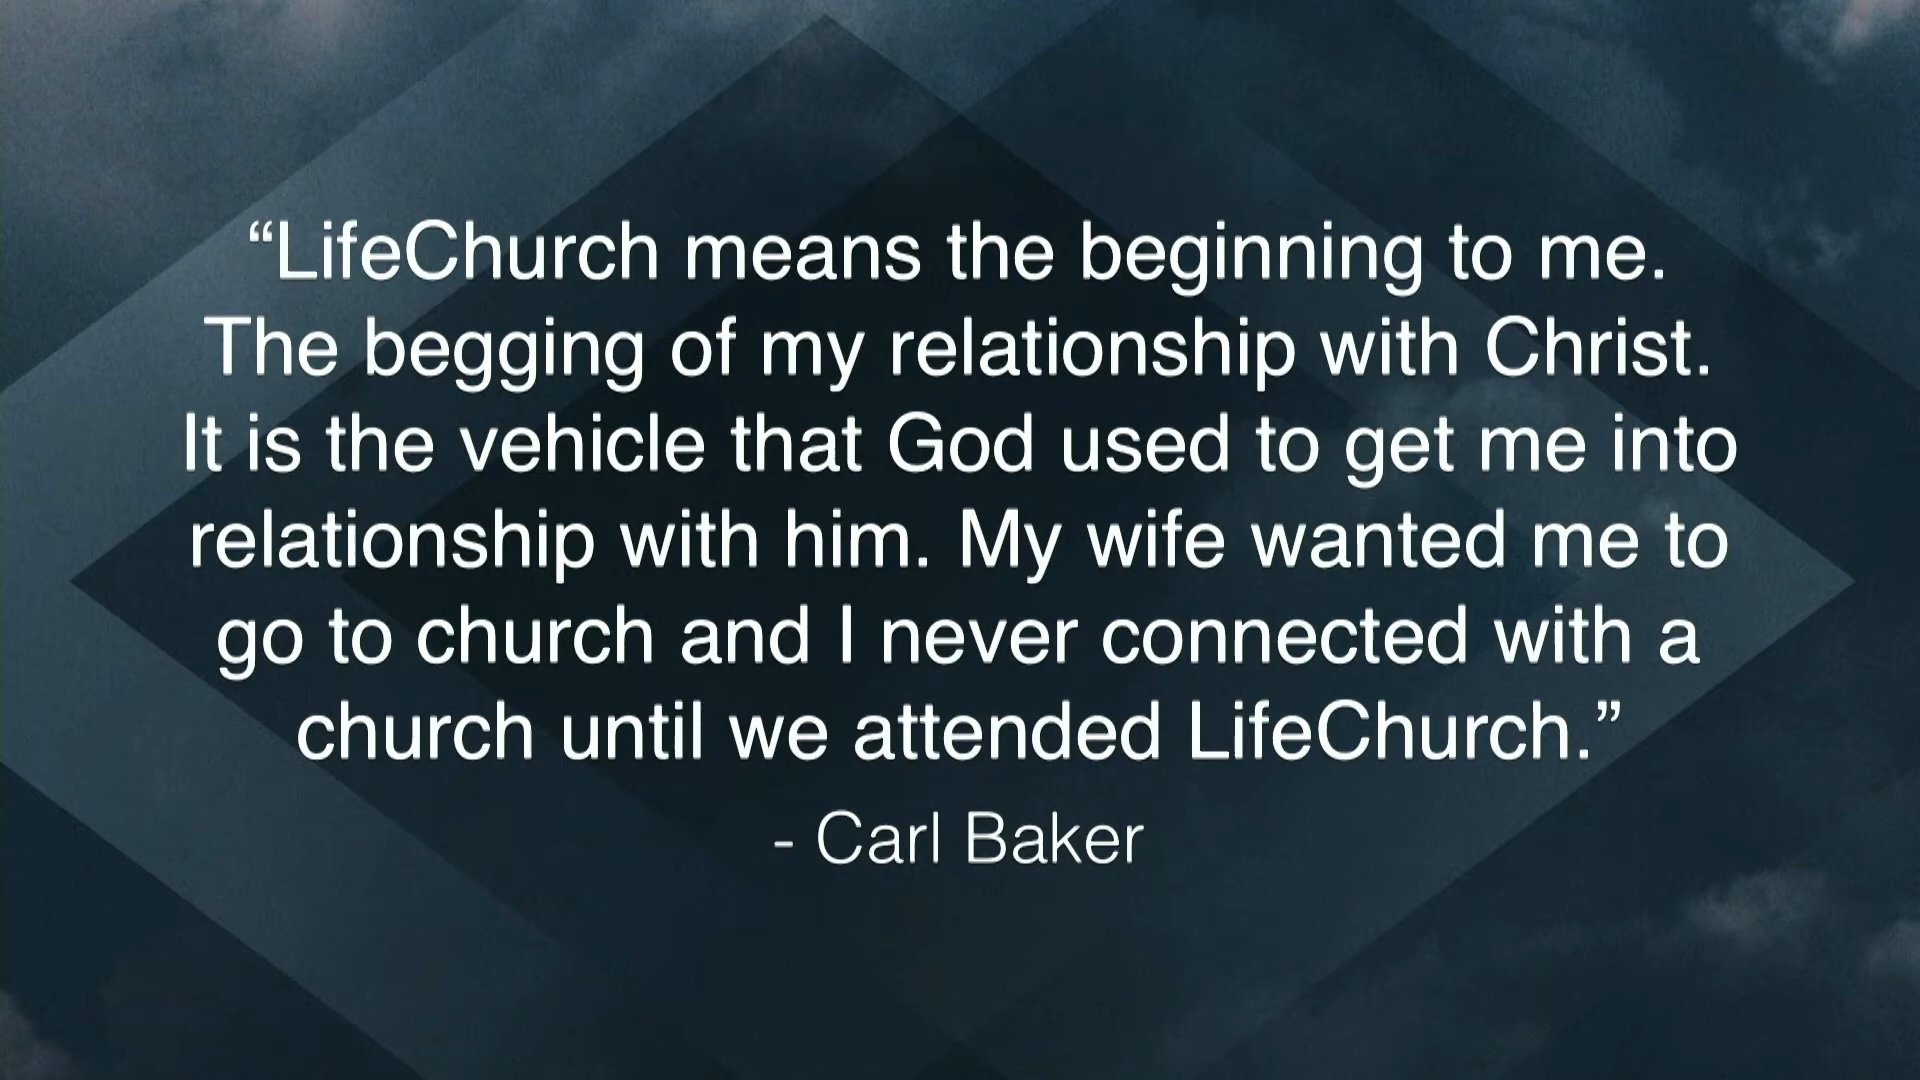 “LifeChurch means the beginning to me.
The begging of my relationship with Christ.
It is the vehicle that God used to get me into
relationship with him. My wife wanted me to
go to church and I never connected with a
church until we attended LifeChurch.”
- Carl Baker